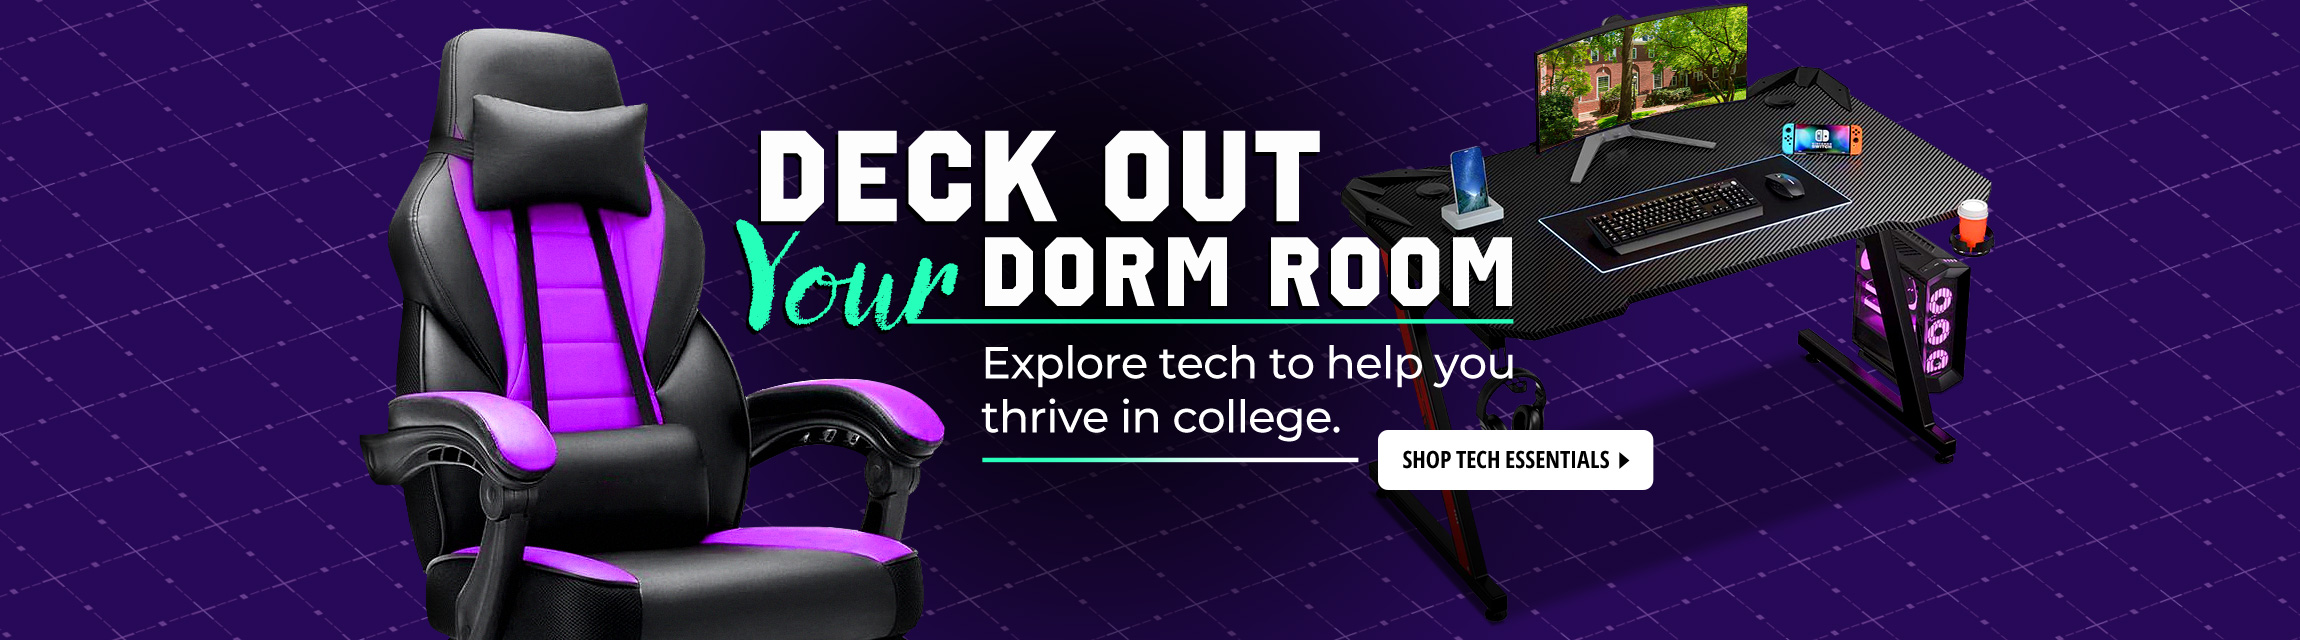 DECK OUT
Your DORM ROOM
Explore tech to help you
thrive in college.
SHOP TECH ESSENTIALS